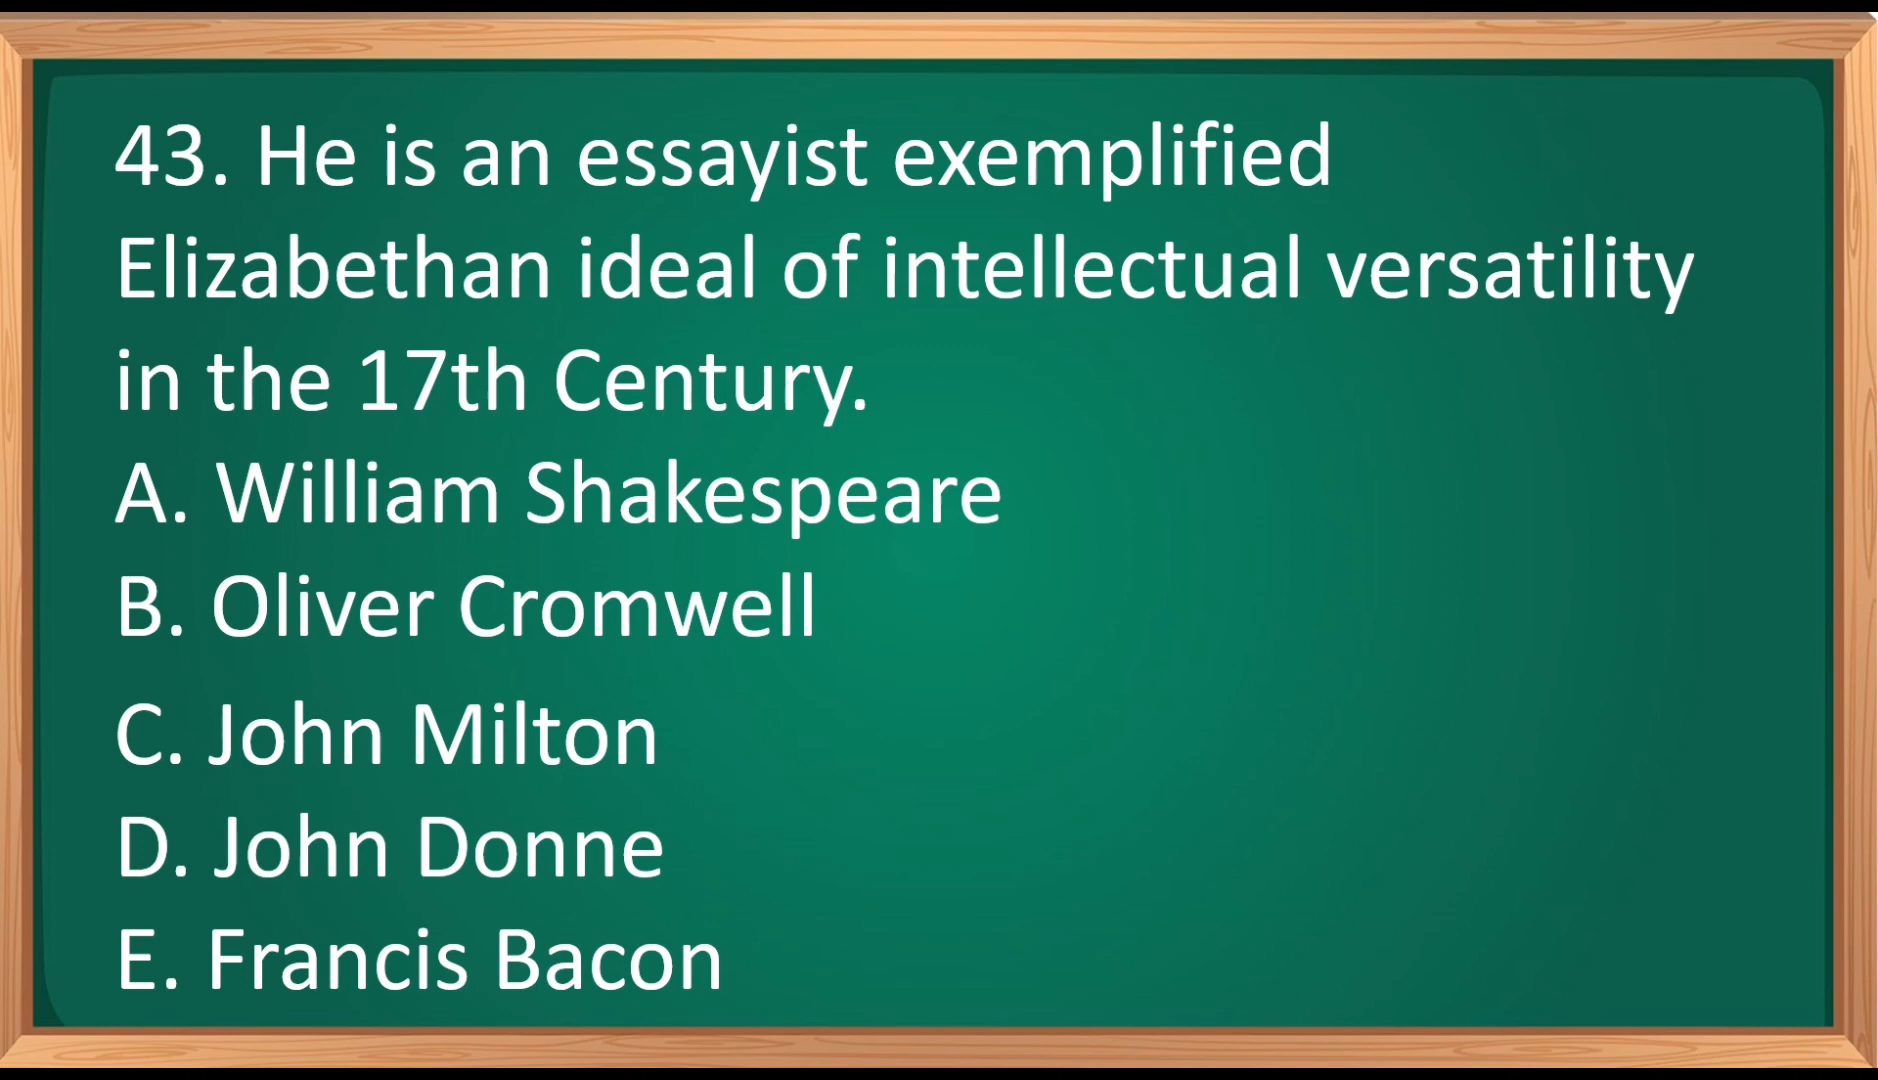 43. He is an essayist exemplified
Elizabethan ideal of intellectual versatility
in the 17th Century.
A. William Shakespeare
B. Oliver Cromwell
C. John Milton
D. John Donne
E. Francis Bacon